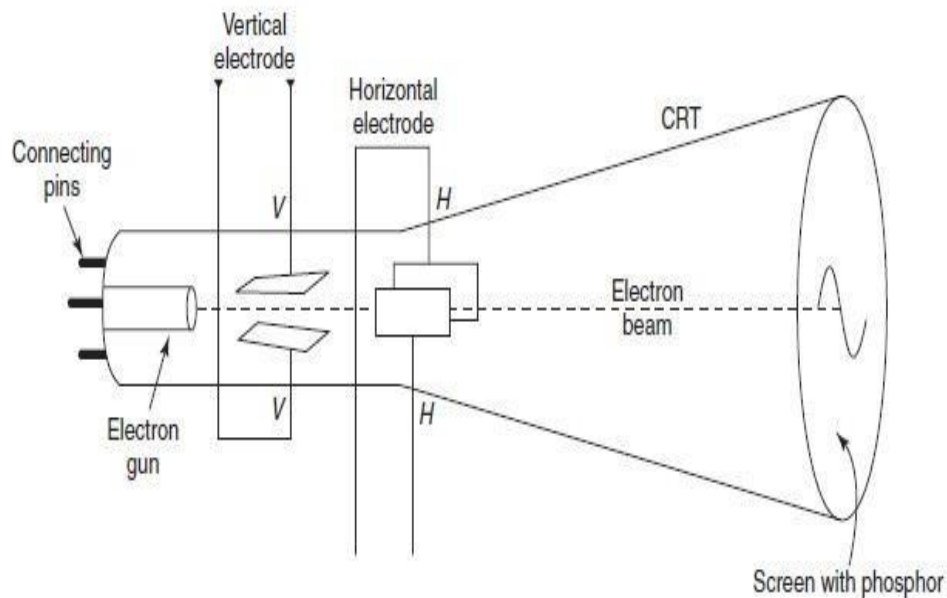 Vertical
electrode
Horizontal
electrode
CRT
Connecting
pins
V
H
Electron
beam
V
H
Electron
gun
Screen with phosphor